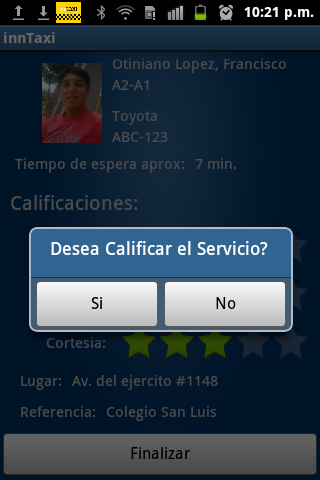 10:21 p.m.
innTaxi
Otiniano Lopez, Francisco
A2-A1
Toyota
ABC-123
Tiempo de espera aprox: 7 min.
Calificaciones:
Desea Calificar el Servicio?
Si
No
Cortesia:
Lugar: Av. del ejercito #1148
Referencia: Colegio San Luis
Finalizar